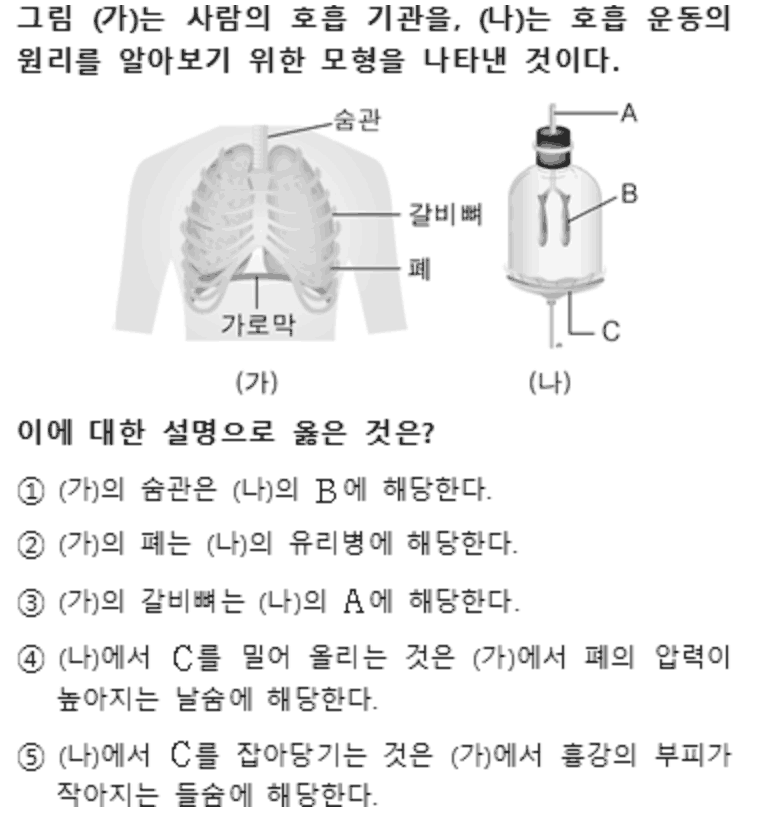 그림 (가)는 사람의 호흡 기관을, (나)는 호흡 운동의
원리를 알아보기 위한 모형을 나타낸 것이다.
숨관
갈비뼈
폐
가로막
(가)
A
B
C
(나)
이에 대한 설명으로 옳은 것은?
① (가)의 숨관은 (나)의 B에 해당한다.
② (가)의 폐는 (나)의 유리병에 해당한다.
③ (가)의 갈비뼈는 (나)의 A에 해당한다.
④ (나)에서 C를 밀어 올리는 것은 (가)에서 폐의 압력이
높아지는 날숨에 해당한다.
⑤ (나)에서 C를 잡아당기는 것은 (가)에서 흉강의 부피가
작아지는 들숨에 해당한다.